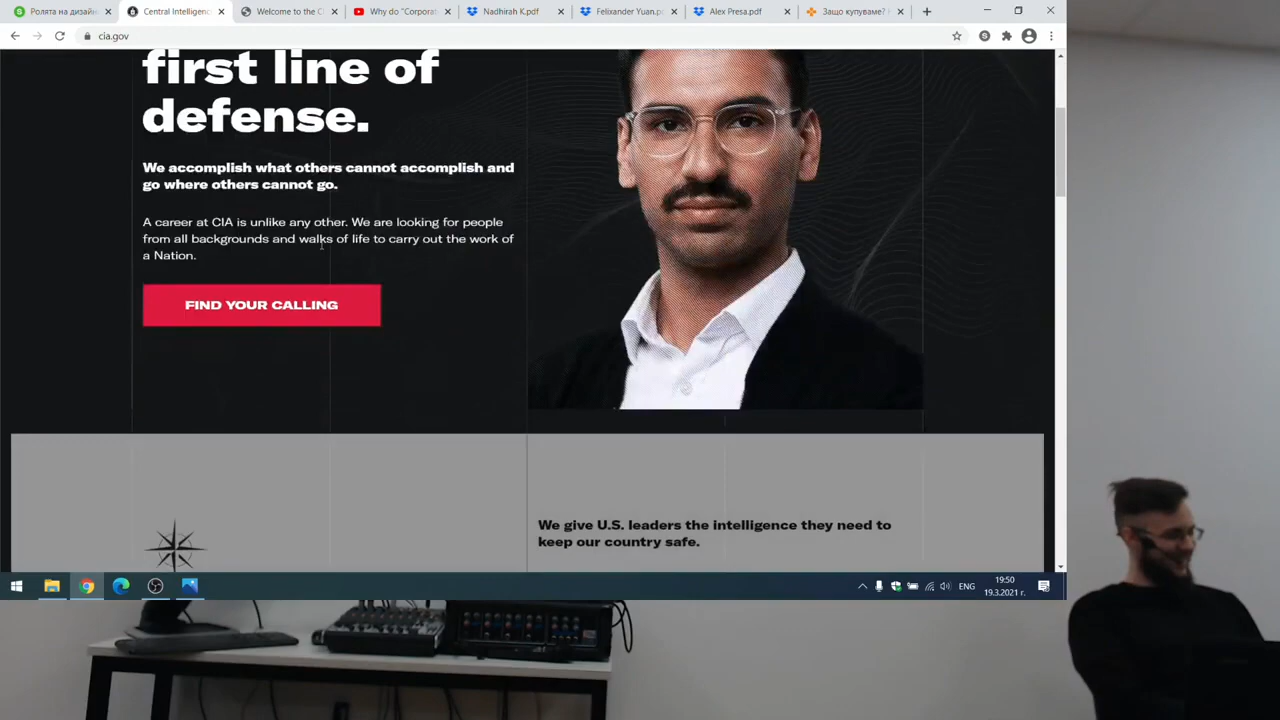 Ролята на дизайн
Central Intelligenc
Welcome to the C
Why do "Corporat
Nadhirah K.pdf
Felixander Yuan.p
Alex Presa.pdf
Защо купуваме?
cia.gov
first line of
defense.
We accomplish what others cannot accomplish and
go where others cannot go.
A career at CIA is unlike any other. We are looking for people
from all backgrounds and walks of life to carry out the work of
a Nation.
FIND YOUR CALLING
We give U.S. leaders the intelligence they need to
keep our country safe.
ЕНГ
19:50
19.3.2021 г.